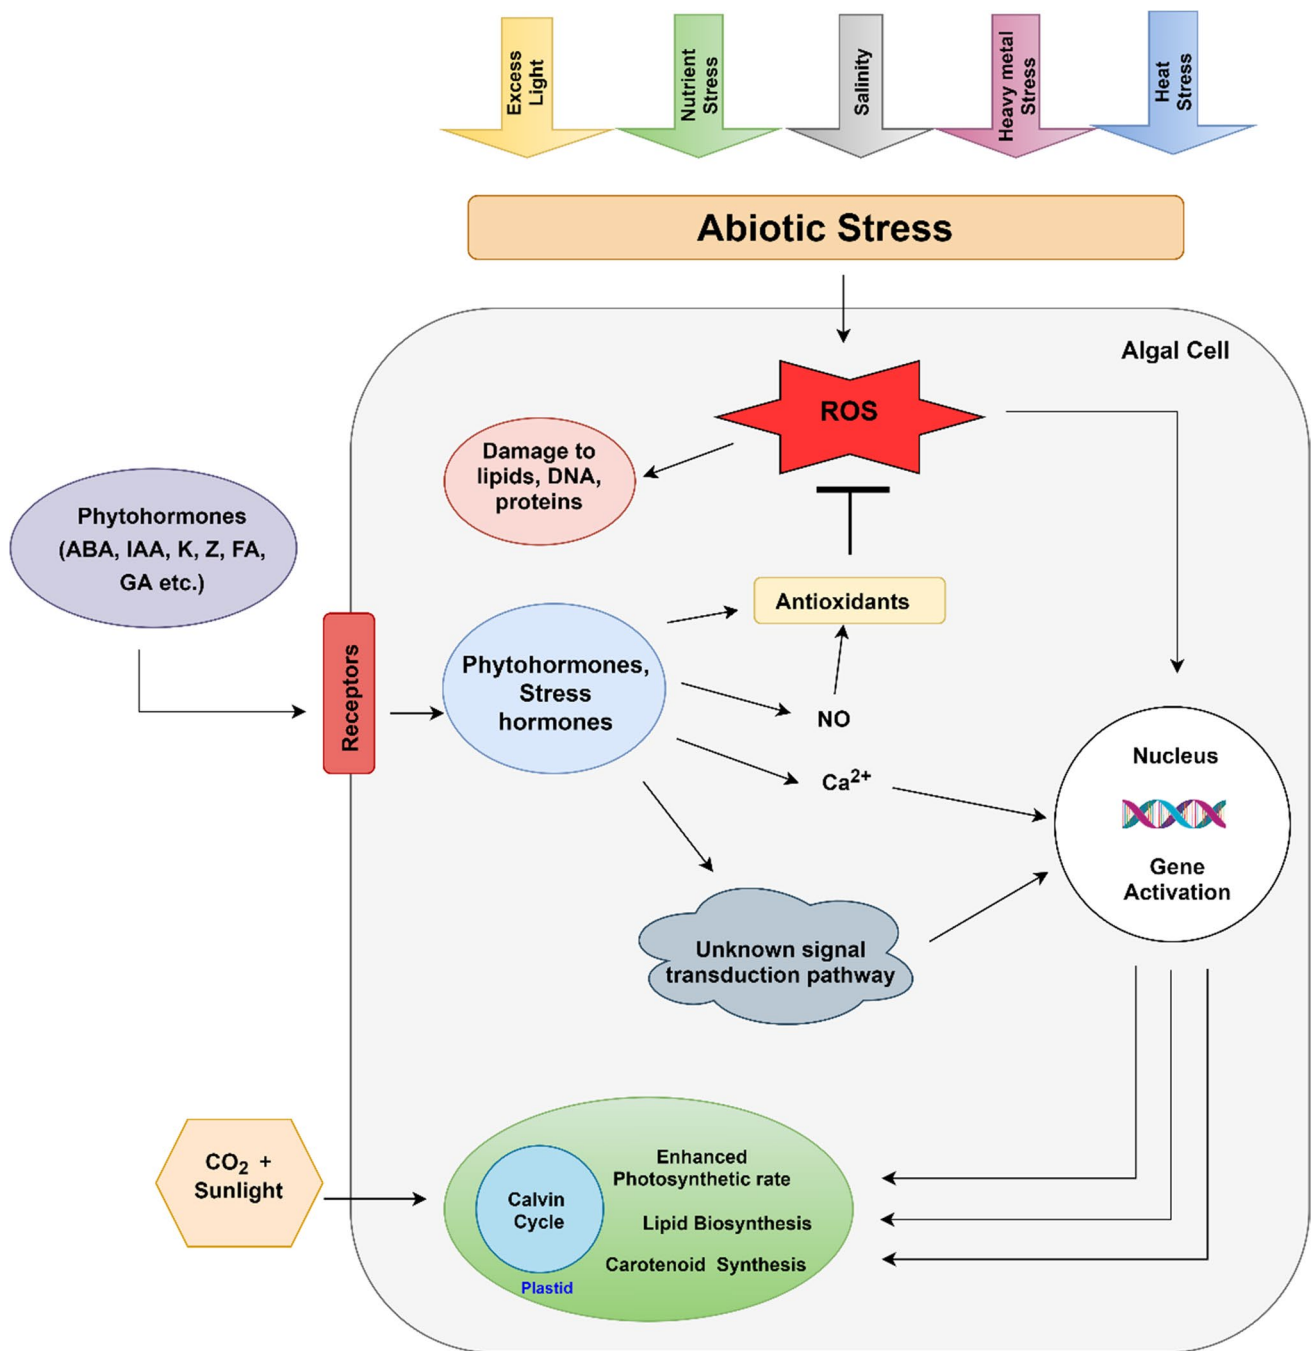 Excess
Light
Nutrient
Stress
Salinity
Heavy metal
Stress
Heat
Stress
Abiotic Stress
Algal Cell
ROS
Damage to
lipids, DNA,
proteins
Phytohormones
(ABA, IAA, K, Z, FA,
GA etc.)
Antioxidants
Receptors
Phytohormones,
Stress
hormones
NO
Ca²⁺
Nucleus
Gene
Activation
Unknown signal
transduction pathway
CO₂ +
Sunlight
Calvin
Cycle
Plastid
Enhanced
Photosynthetic rate
Lipid Biosynthesis
Carotenoid Synthesis